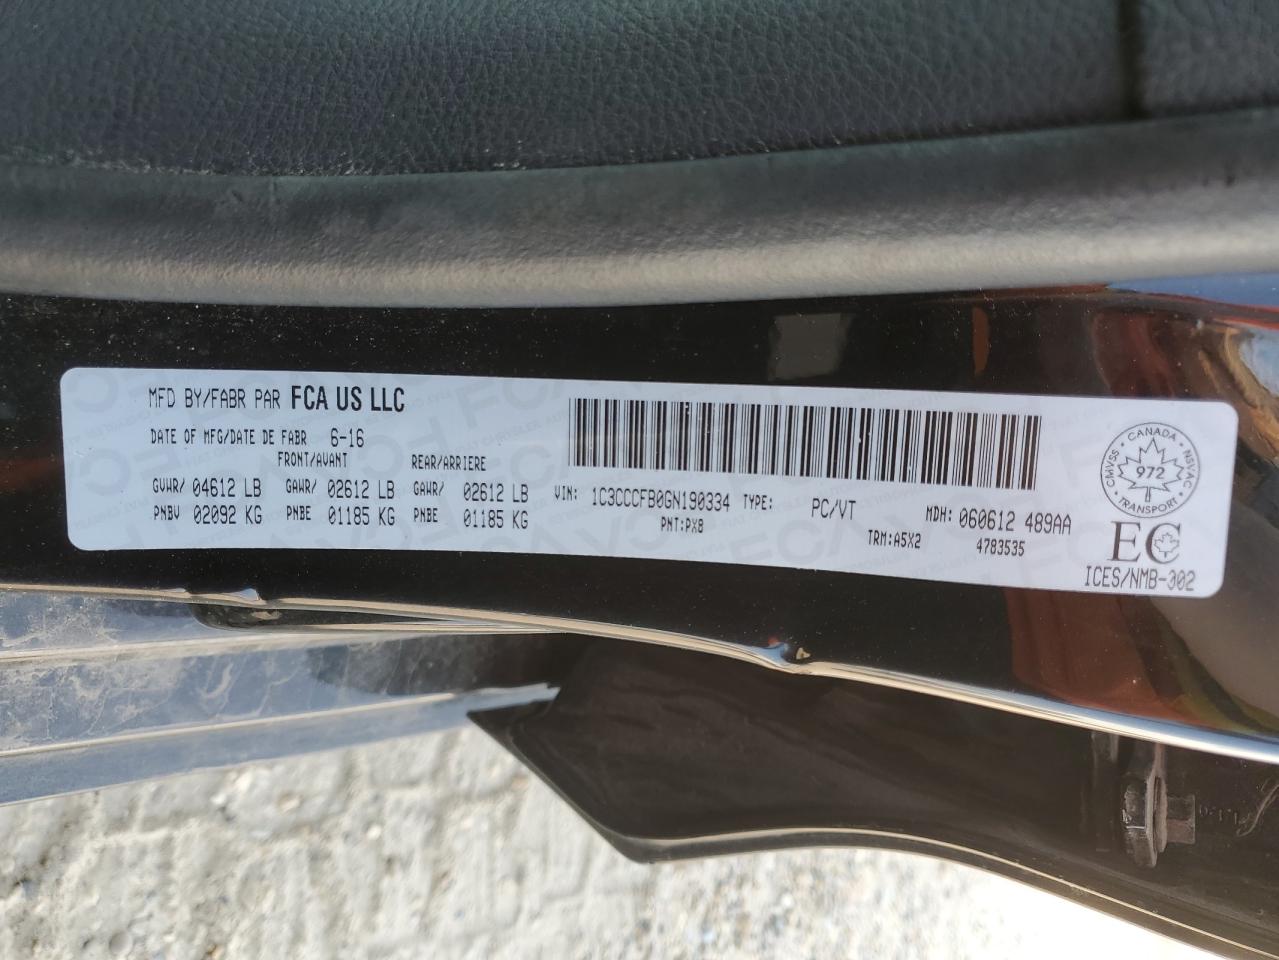 MFD BY/FABR PAR FCA US LLC
DATE OF MFG/DATE DE FABR 6-16
FRONT/AVANT REAR/ARRIERE
GVWR/ 04612 LB GAWR/ 02612 LB GAWR/ 02612 LB
PNBV 02092 KG PNBE 01185 KG PNBE 01185 KG
VIN: 1C3CCCFB0GN190334 TYPE: PC/VT MDH: 060612 489AA
PNT:PX8 TRM:A5X2 4783535
CANADA
CMVSS 972 NSVAC
TRANSPORT
EC
ICES/NMB-302